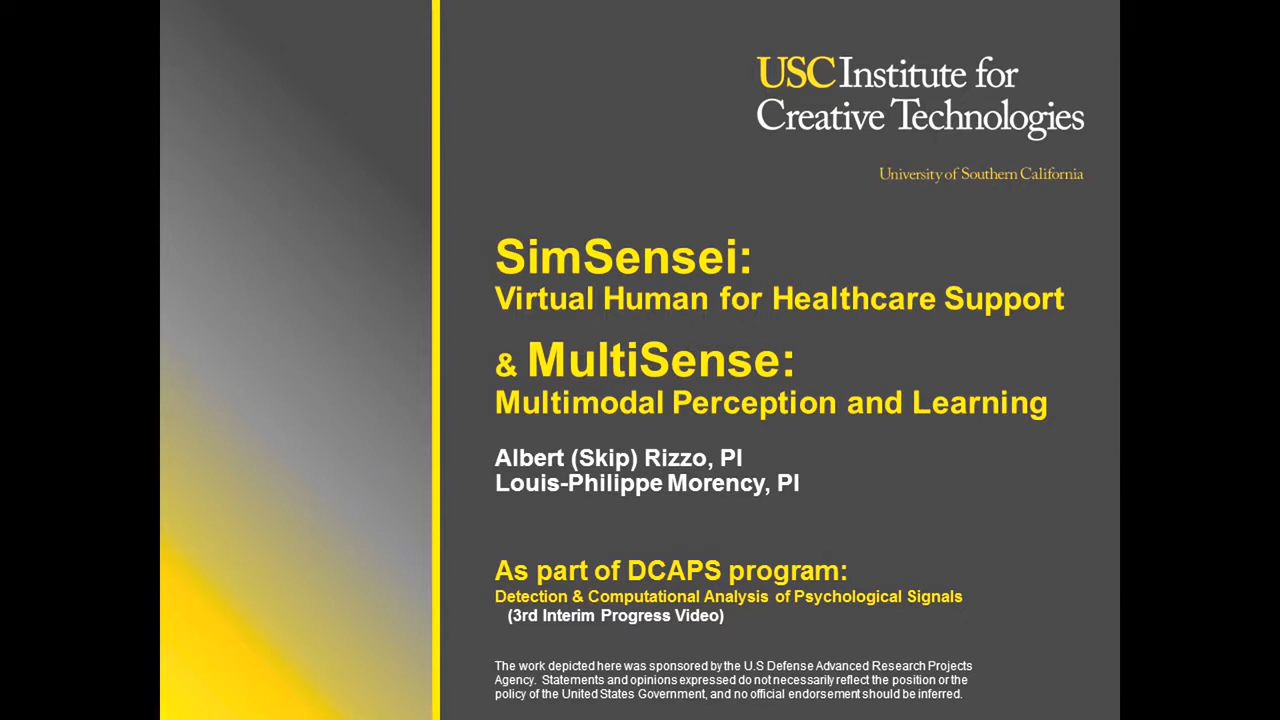 USC Institute for
Creative Technologies
University of Southern California
SimSensei:
Virtual Human for Healthcare Support
& MultiSense:
Multimodal Perception and Learning
Albert (Skip) Rizzo, PI
Louis-Philippe Morency, PI
As part of DCAPS program:
Detection & Computational Analysis of Psychological Signals
(3rd Interim Progress Video)
The work depicted here was sponsored by the U.S Defense Advanced Research Projects
Agency. Statements and opinions expressed do not necessarily reflect the position or the
policy of the United States Government, and no official endorsement should be inferred.